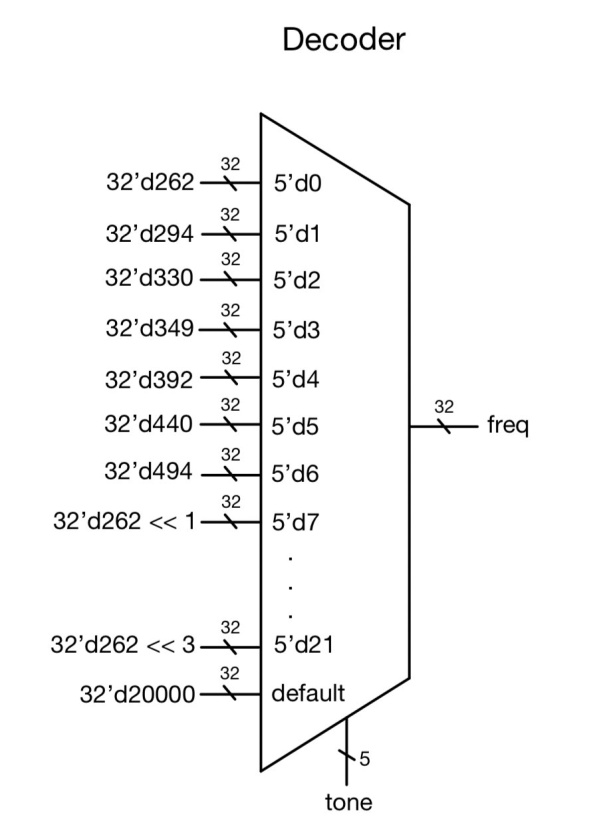 Decoder
32'd262 32 5'd0
32'd294 32 5'd1
32'd330 32 5'd2
32'd349 32 5'd3
32'd392 32 5'd4
32'd440 32 5'd5
32 freq
32'd494 32 5'd6
32'd262 << 1 32 5'd7
.
.
.
32'd262 << 3 32 5'd21
32'd20000 32 default
5
tone